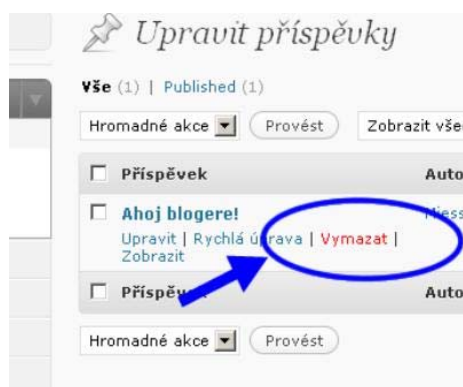 Upravit příspěvky
Vše (1) | Published (1)
Hromadné akce Provést Zobrazit vše
Příspěvek Auto
Ahoj blogere!
Upravit | Rychlá úprava | Vymazat |
Zobrazit
Příspěvek Auto
Hromadné akce Provést